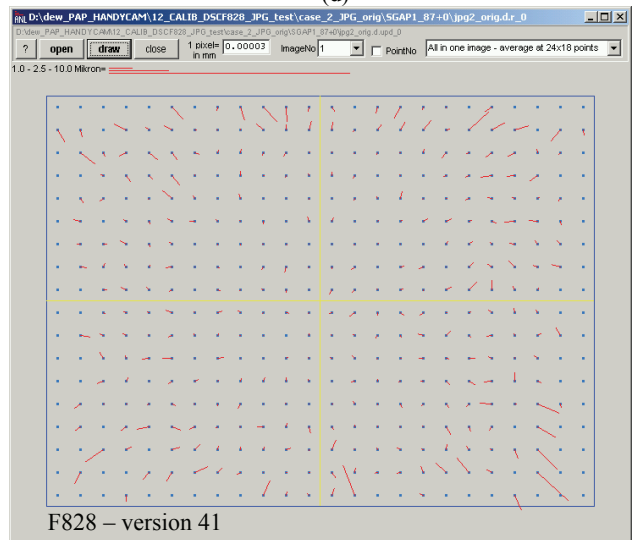 (d)
ANL D:\dew_PAP_HANDYCAM\12_CALIB_DSCF828_JPG_test\case_2_JPG_orig\SGAP1_87+0\jpg2_orig.d.r_0
D:\dew_PAP_HANDYCAM\12_CALIB_DSCF828_JPG_test\case_2_JPG_orig\SGAP1_87+0\jpg2_orig.d.upd_0
? open draw close 1 pixel= in mm 0.00003 ImageNo 1 PointNo All in one image - average at 24x18 points
1.0 - 2.5 - 10.0 Mikron=
F828 – version 41